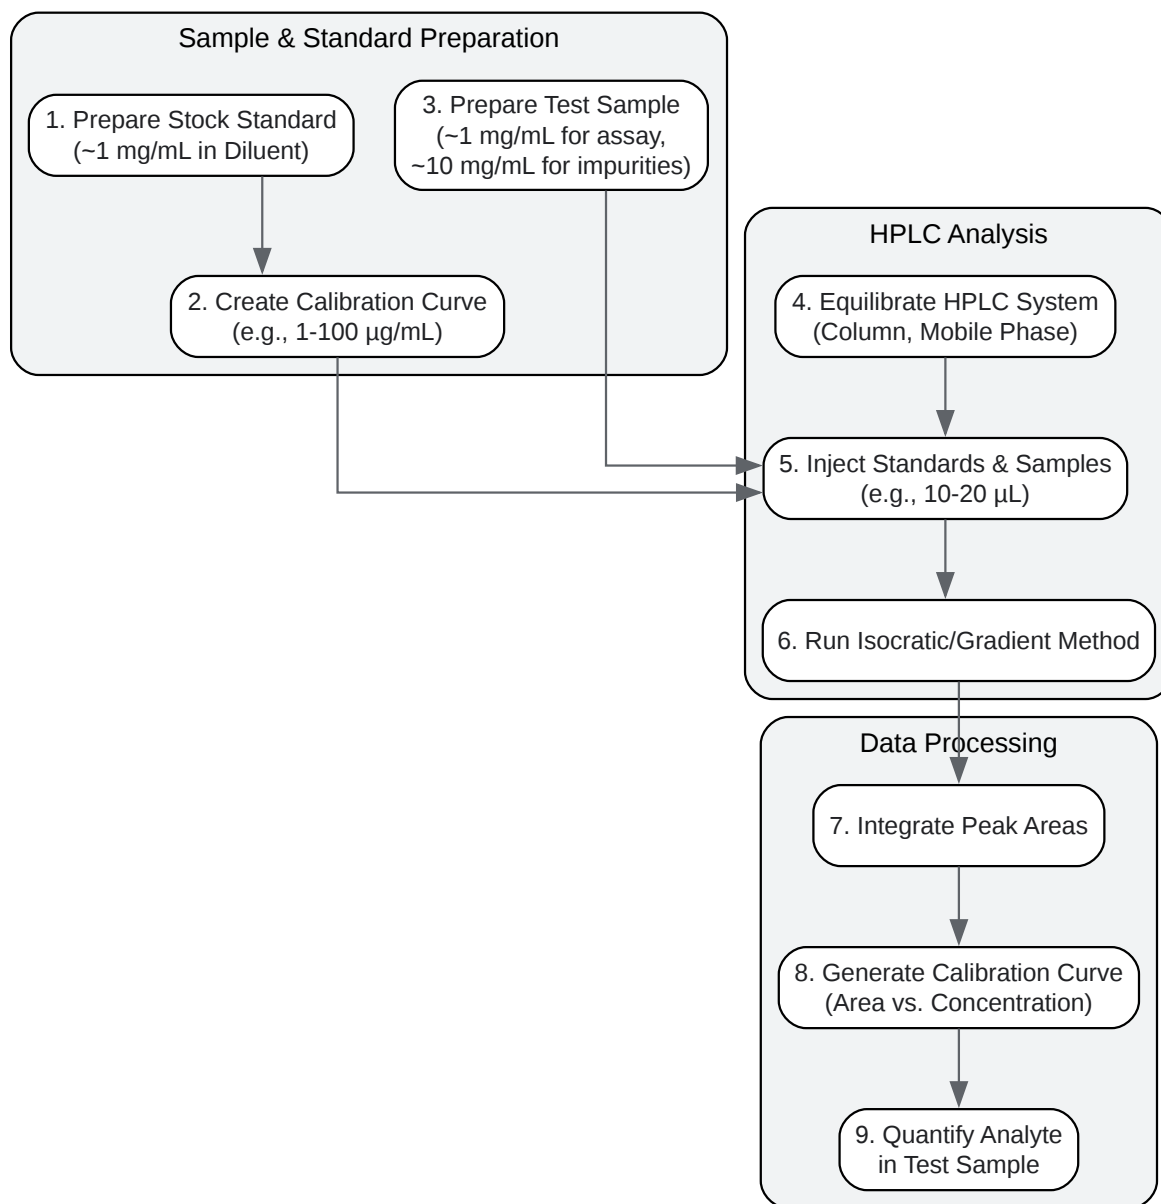 Sample & Standard Preparation
1. Prepare Stock Standard
(~1 mg/mL in Diluent)
3. Prepare Test Sample
(~1 mg/mL for assay,
~10 mg/mL for impurities)
2. Create Calibration Curve
(e.g., 1-100 µg/mL)
HPLC Analysis
4. Equilibrate HPLC System
(Column, Mobile Phase)
5. Inject Standards & Samples
(e.g., 10-20 µL)
6. Run Isocratic/Gradient Method
Data Processing
7. Integrate Peak Areas
8. Generate Calibration Curve
(Area vs. Concentration)
9. Quantify Analyte
in Test Sample